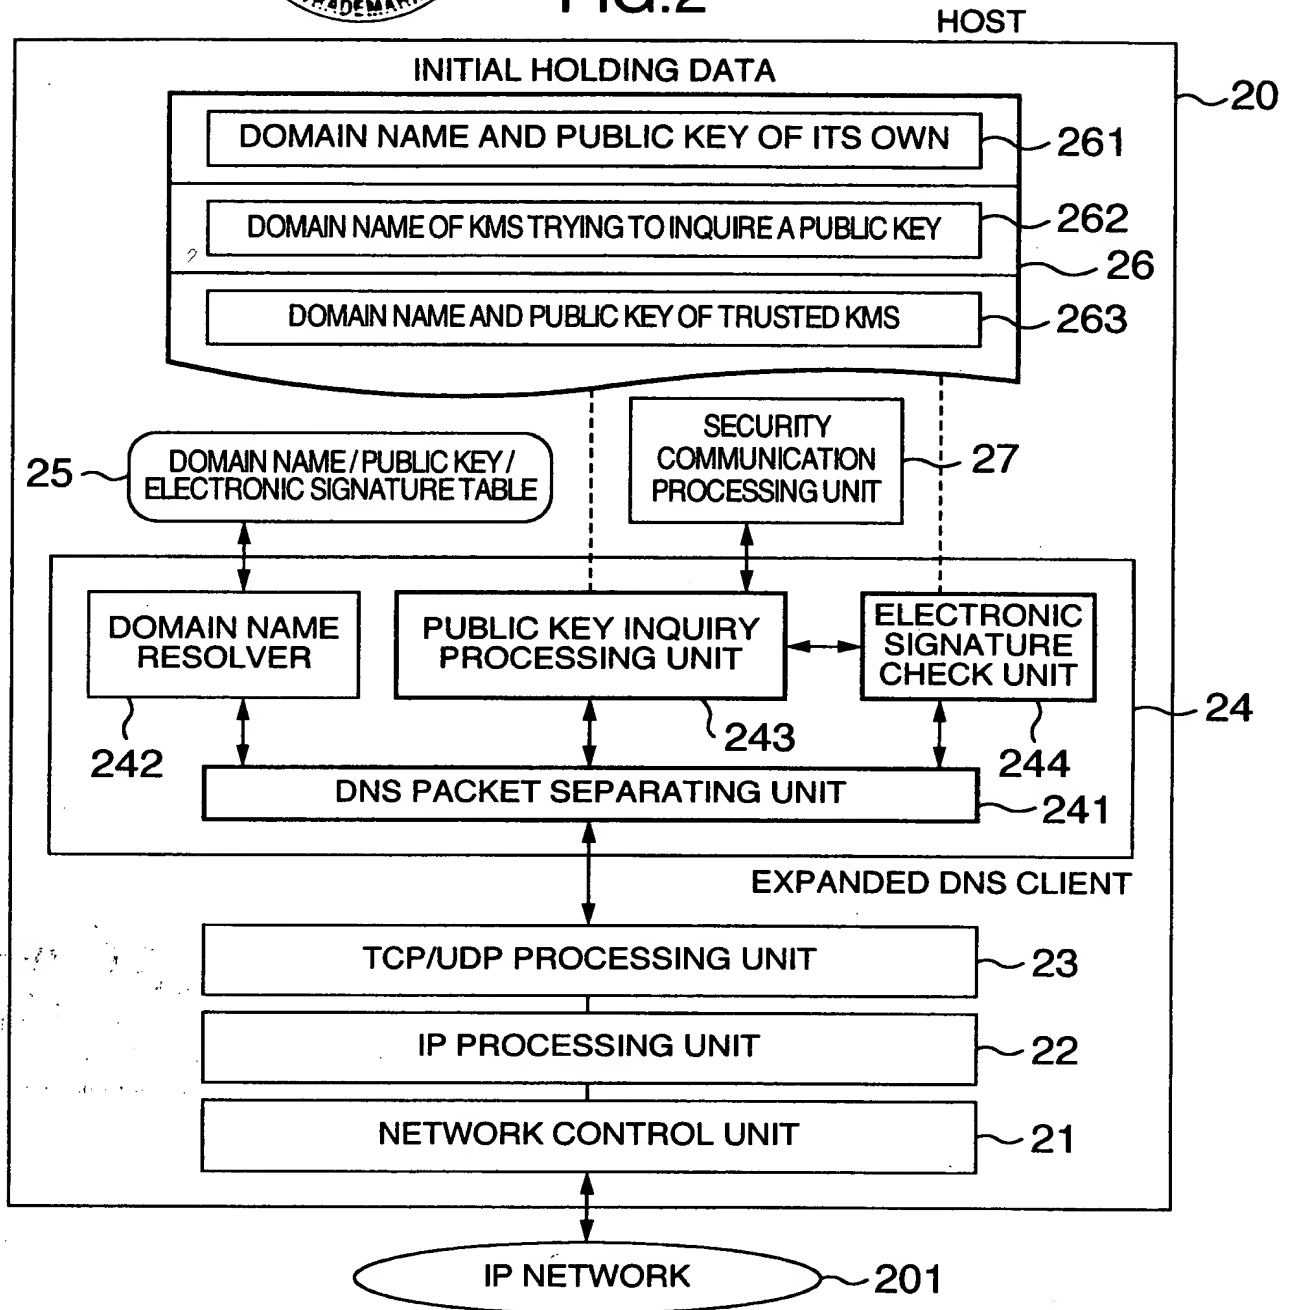 TRADEMARK
FIG.2
HOST
INITIAL HOLDING DATA
20
DOMAIN NAME AND PUBLIC KEY OF ITS OWN
261
DOMAIN NAME OF KMS TRYING TO INQUIRE A PUBLIC KEY
262
26
DOMAIN NAME AND PUBLIC KEY OF TRUSTED KMS
263
SECURITY
COMMUNICATION
PROCESSING UNIT
27
25
DOMAIN NAME/PUBLIC KEY/
ELECTRONIC SIGNATURE TABLE
DOMAIN NAME
RESOLVER
242
PUBLIC KEY INQUIRY
PROCESSING UNIT
243
ELECTRONIC
SIGNATURE
CHECK UNIT
244
24
DNS PACKET SEPARATING UNIT
241
EXPANDED DNS CLIENT
TCP/UDP PROCESSING UNIT
23
IP PROCESSING UNIT
22
NETWORK CONTROL UNIT
21
IP NETWORK
201